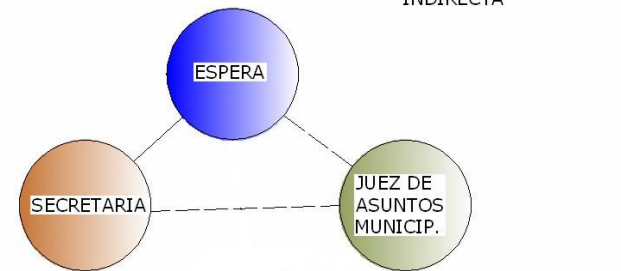 INDIRECTA
ESPERA
SECRETARIA
JUEZ DE
ASUNTOS
MUNICIP.